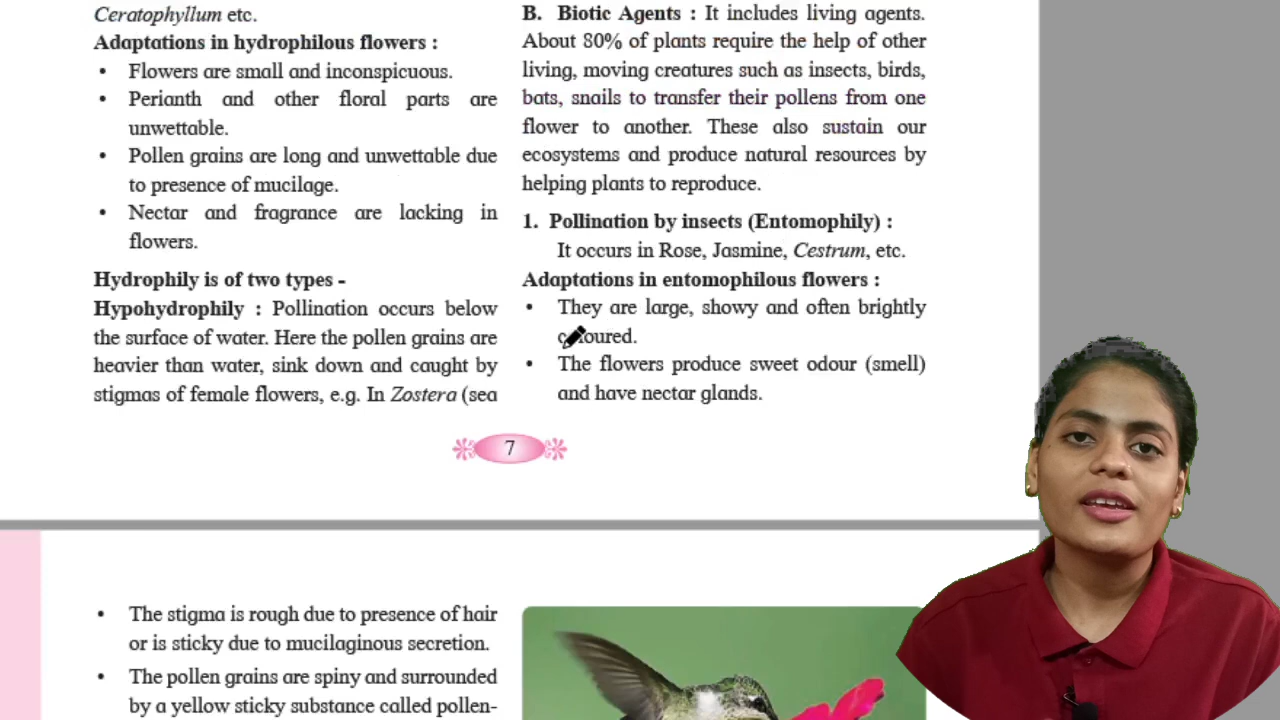 Ceratophyllum etc.
Adaptations in hydrophilous flowers :
• Flowers are small and inconspicuous.
• Perianth and other floral parts are
unwettable.
• Pollen grains are long and unwettable due
to presence of mucilage.
• Nectar and fragrance are lacking in
flowers.
Hydrophily is of two types -
Hypohydrophily : Pollination occurs below
the surface of water. Here the pollen grains are
heavier than water, sink down and caught by
stigmas of female flowers, e.g. In Zostera (sea
B. Biotic Agents : It includes living agents.
About 80% of plants require the help of other
living, moving creatures such as insects, birds,
bats, snails to transfer their pollens from one
flower to another. These also sustain our
ecosystems and produce natural resources by
helping plants to reproduce.
1. Pollination by insects (Entomophily) :
It occurs in Rose, Jasmine, Cestrum, etc.
Adaptations in entomophilous flowers :
• They are large, showy and often brightly
coloured.
• The flowers produce sweet odour (smell)
and have nectar glands.
7
• The stigma is rough due to presence of hair
or is sticky due to mucilaginous secretion.
• The pollen grains are spiny and surrounded
by a yellow sticky substance called pollen-